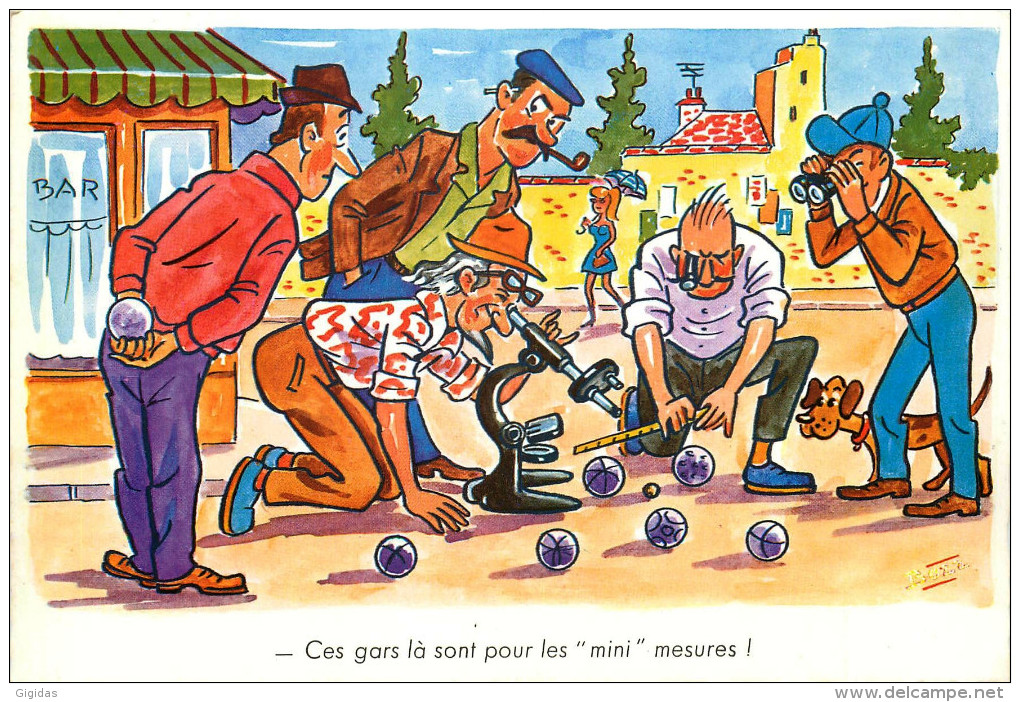 BAR
— Ces gars là sont pour les "mini" mesures !
Gigidas
www.delcampe.net